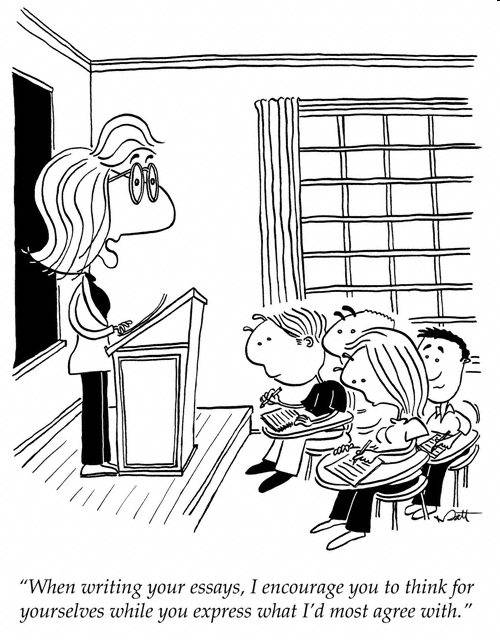 “When writing your essays, I encourage you to think for
yourselves while you express what I’d most agree with.”